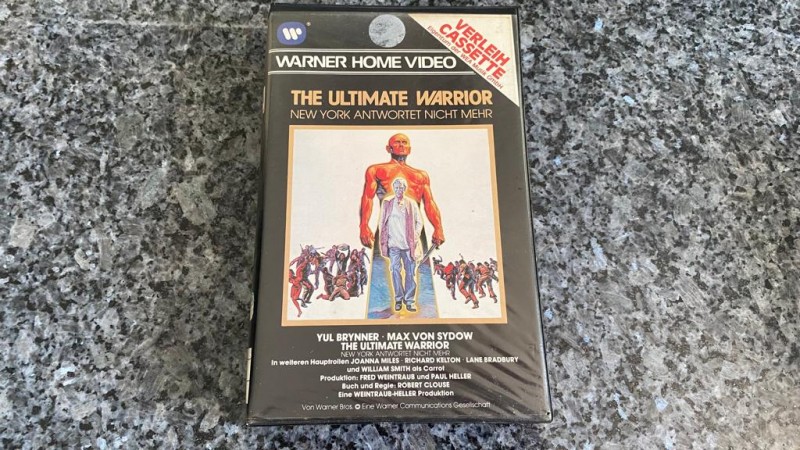 VERLEIH
CASSETTE
WARNER HOME VIDEO
THE ULTIMATE WARRIOR
NEW YORK ANTWORTET NICHT MEHR
YUL BRYNNER · MAX VON SYDOW
THE ULTIMATE WARRIOR
NEW YORK ANTWORTET NICHT MEHR
In weiteren Hauptrollen JOANNA MILES · RICHARD KELTON · LANE BRADBURY
und WILLIAM SMITH als Carrot
Produktion: FRED WEINTRAUB und PAUL HELLER
Buch und Regie: ROBERT CLOUSE
Eine WEINTRAUB-HELLER Produktion
Von Warner Bros. Eine Warner Communications Gesellschaft